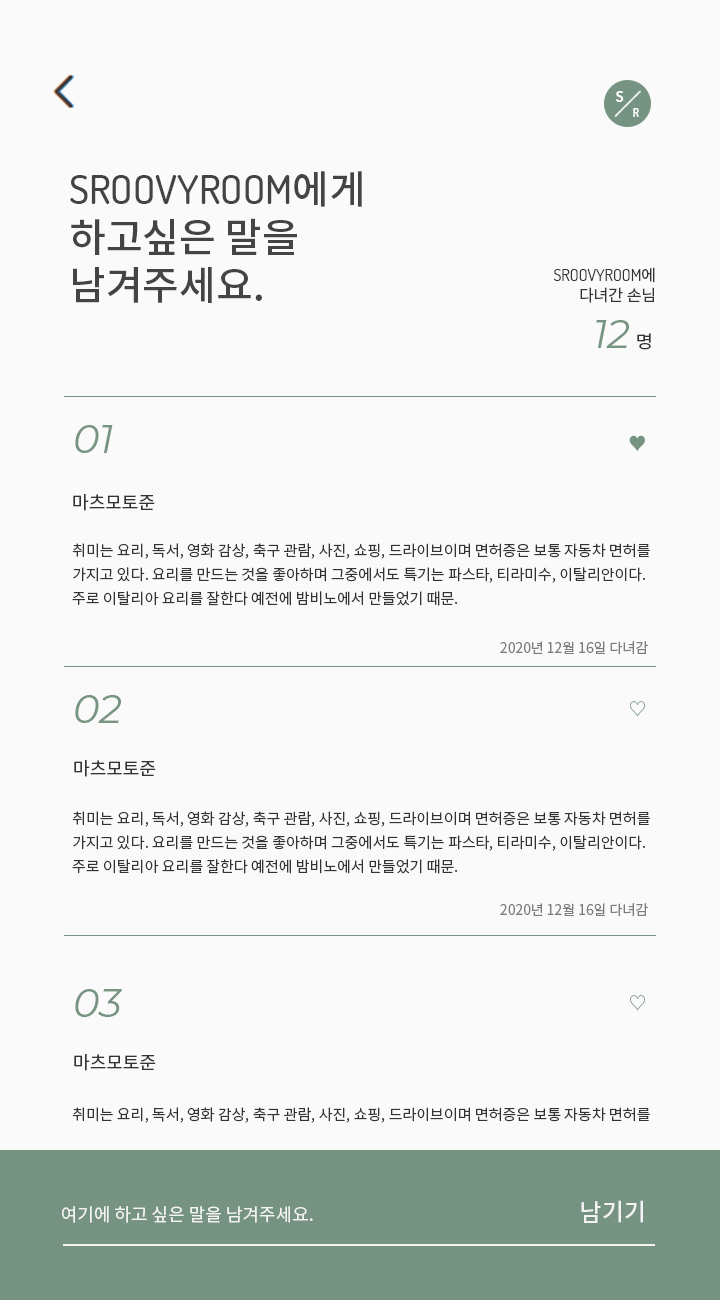 S
R
SROOVYROOM에게
하고싶은 말을
남겨주세요.
SROOVYROOM에
다녀간 손님
12 명
01
마츠모토준
취미는 요리, 독서, 영화 감상, 축구 관람, 사진, 쇼핑, 드라이브이며 면허증은 보통 자동차 면허를
가지고 있다. 요리를 만드는 것을 좋아하며 그중에서도 특기는 파스타, 티라미수, 이탈리안이다.
주로 이탈리아 요리를 잘한다 예전에 밤비노에서 만들었기 때문.
2020년 12월 16일 다녀감
02
마츠모토준
취미는 요리, 독서, 영화 감상, 축구 관람, 사진, 쇼핑, 드라이브이며 면허증은 보통 자동차 면허를
가지고 있다. 요리를 만드는 것을 좋아하며 그중에서도 특기는 파스타, 티라미수, 이탈리안이다.
주로 이탈리아 요리를 잘한다 예전에 밤비노에서 만들었기 때문.
2020년 12월 16일 다녀감
03
마츠모토준
취미는 요리, 독서, 영화 감상, 축구 관람, 사진, 쇼핑, 드라이브이며 면허증은 보통 자동차 면허를
여기에 하고 싶은 말을 남겨주세요.
남기기